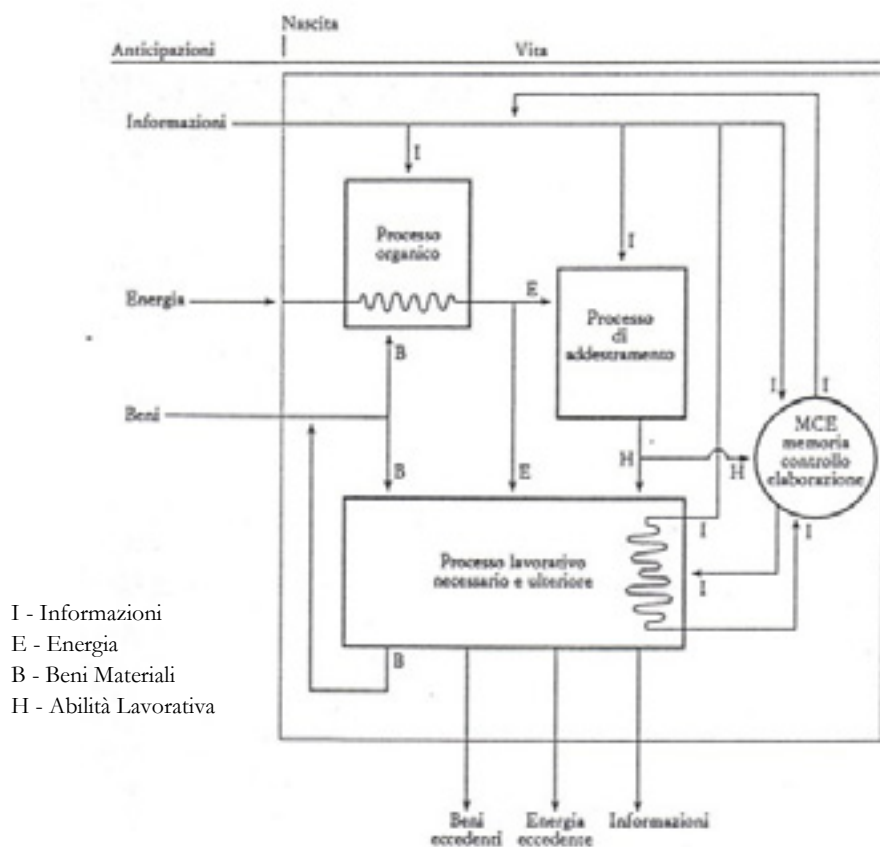 Nascita
Anticipazioni
Vita
Informazioni
I
Processo
organico
I
Energia
E
Processo
di
addestramento
I
I
B
Beni
MCE
memoria
controllo
elaborazione
H
H
B
E
I
I
Processo lavorativo
necessario e ulteriore
I
B
I - Informazioni
E - Energia
B - Beni Materiali
H - Abilità Lavorativa
Beni
eccedenti
Energia
eccedente
Informazioni